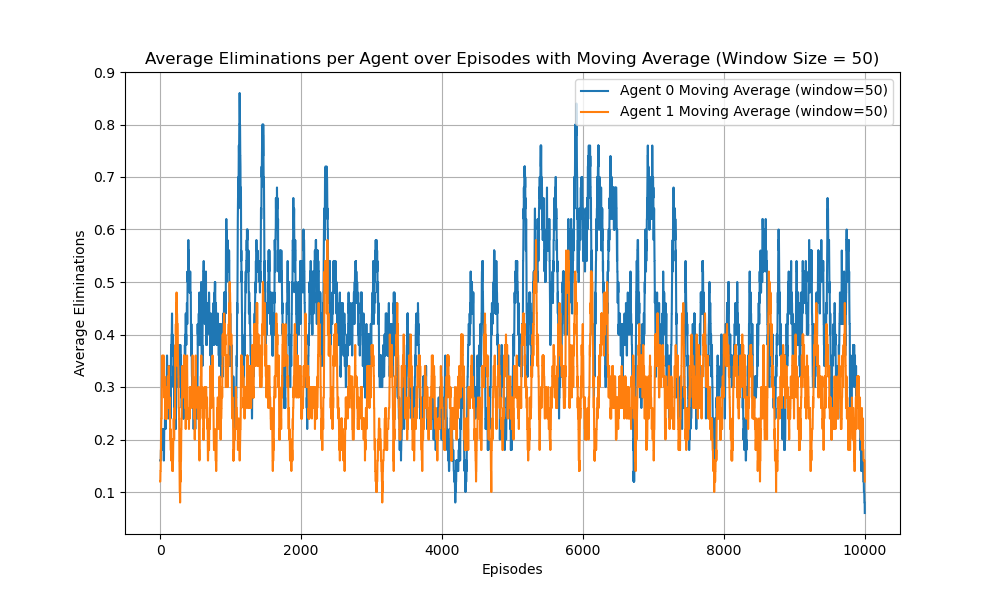 Average Eliminations per Agent over Episodes with Moving Average (Window Size = 50)
Agent 0 Moving Average (window=50)
Agent 1 Moving Average (window=50)
Average Eliminations
0.9
0.8
0.7
0.6
0.5
0.4
0.3
0.2
0.1
0 2000 4000 6000 8000 10000
Episodes